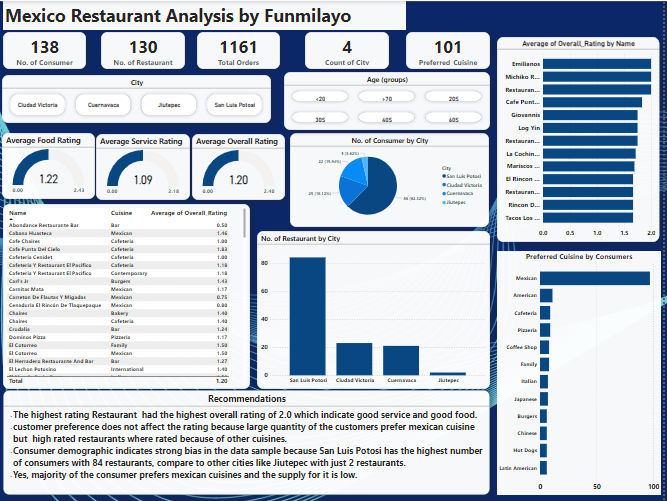 Mexico Restaurant Analysis by Funmilayo
138
No. of Consumer
130
No. of Restaurant
1161
Total Orders
4
Count of City
101
Preferred Cuisine
City
Ciudad Victoria
Cuernavaca
Jiutepec
San Luis Potosi
Age (groups)
<20
>70
20S
30S
60S
60S
Average Food Rating
1.22
0.00
2.43
Average Service Rating
1.09
0.00
2.18
Average Overall Rating
1.20
0.00
2.40
No. of Consumer by City
City
San Luis Potosi
Ciudad Victoria
Cuernavaca
Jiutepec
Name Cuisine Average of Overall_Rating
Abondance Restaurante Bar Bar 0.50
Cabana Huasteca Mexican 1.46
Cafe Chaires Cafeteria 1.00
Cafe Punta Del Cielo Cafeteria 1.83
Cafeteria Cenidet Cafeteria 1.00
Cafeteria Y Restaurant El Pacifico Cafeteria 1.18
Cafeteria Y Restaurant El Pacifico Contemporary 1.18
Carl's Jr Burgers 1.43
Carnitas Mata Mexican 1.17
Carreton De Flautas Y Migadas Mexican 0.75
Cenaduria El Rincón De Tlaquepaque Mexican 0.80
Chaires Bakery 1.40
Chaires Cafeteria 1.40
Crudalia Bar 1.24
Dominos Pizza Pizzeria 1.17
El Cotorreo Family 1.50
El Cotorreo Mexican 1.50
El Herradero Restaurante And Bar Bar 1.27
El Lechon Potosino International 1.40
Total 1.20
No. of Restaurant by City
80
60
40
20
0
San Luis Potosi
Ciudad Victoria
Cuernavaca
Jiutepec
Average of Overall_Rating by Name
Emilianos
Michiko R...
Restauran...
Cafe Punt...
Giovannis
Log Yin
Restauran...
La Cochin...
Mariscos ...
El Rincon ...
Restauran...
Rincon D...
Tacos Los ...
0.0 0.5 1.0 1.5 2.0
Preferred Cuisine by Consumers
Mexican
American
Cafeteria
Pizzeria
Coffee Shop
Family
Italian
Japanese
Burgers
Chinese
Hot Dogs
Latin American
0 50 100
Recommendations
·The highest rating Restaurant had the highest overall rating of 2.0 which indicate good service and good food.
·customer preference does not affect the rating because large quantity of the customers prefer mexican cuisine
but high rated restaurants where rated because of other cuisines.
·Consumer demographic indicates strong bias in the data sample because San Luis Potosi has the highest number
of consumers with 84 restaurants, compare to other cities like Jiutepec with just 2 restaurants.
·Yes, majority of the consumer prefers mexican cuisines and the supply for it is low.